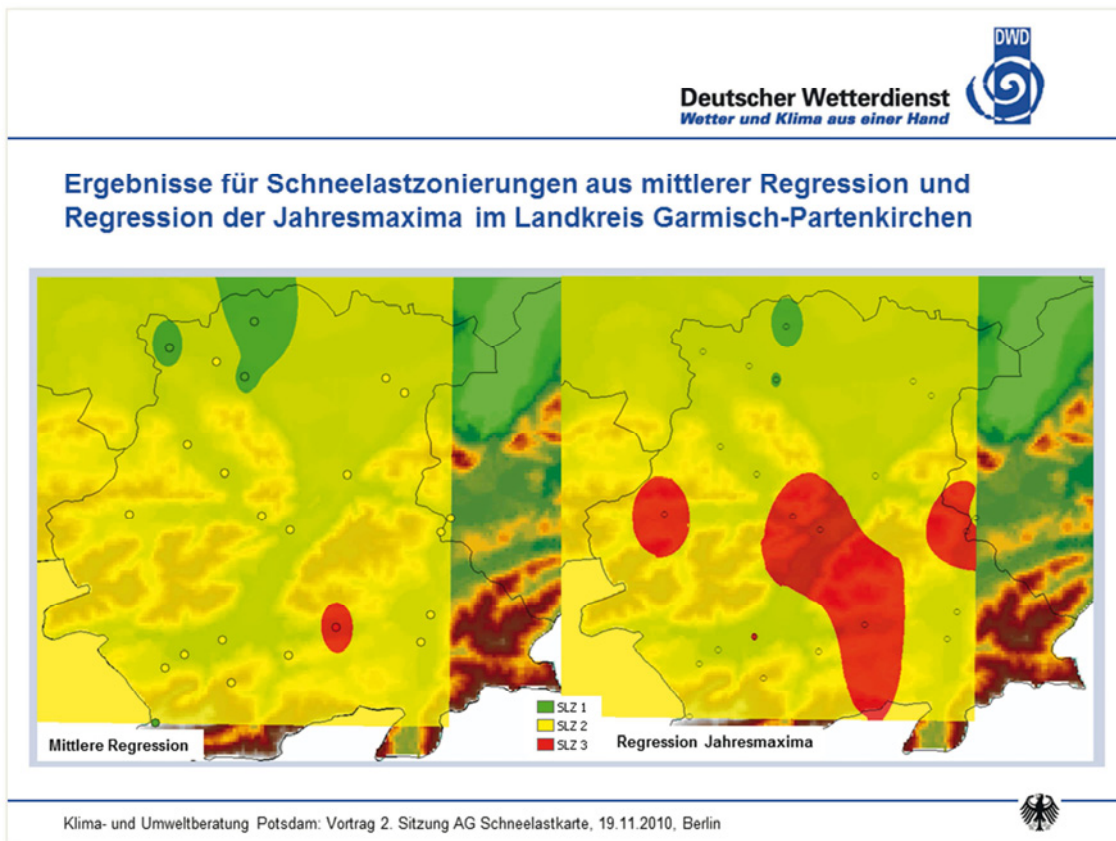 DWD
Deutscher Wetterdienst
Wetter und Klima aus einer Hand
Ergebnisse für Schneelastzonierungen aus mittlerer Regression und
Regression der Jahresmaxima im Landkreis Garmisch-Partenkirchen
Mittlere Regression
SLZ 1
SLZ 2
SLZ 3
Regression Jahresmaxima
Klima- und Umweltberatung Potsdam: Vortrag 2. Sitzung AG Schneelastkarte, 19.11.2010, Berlin